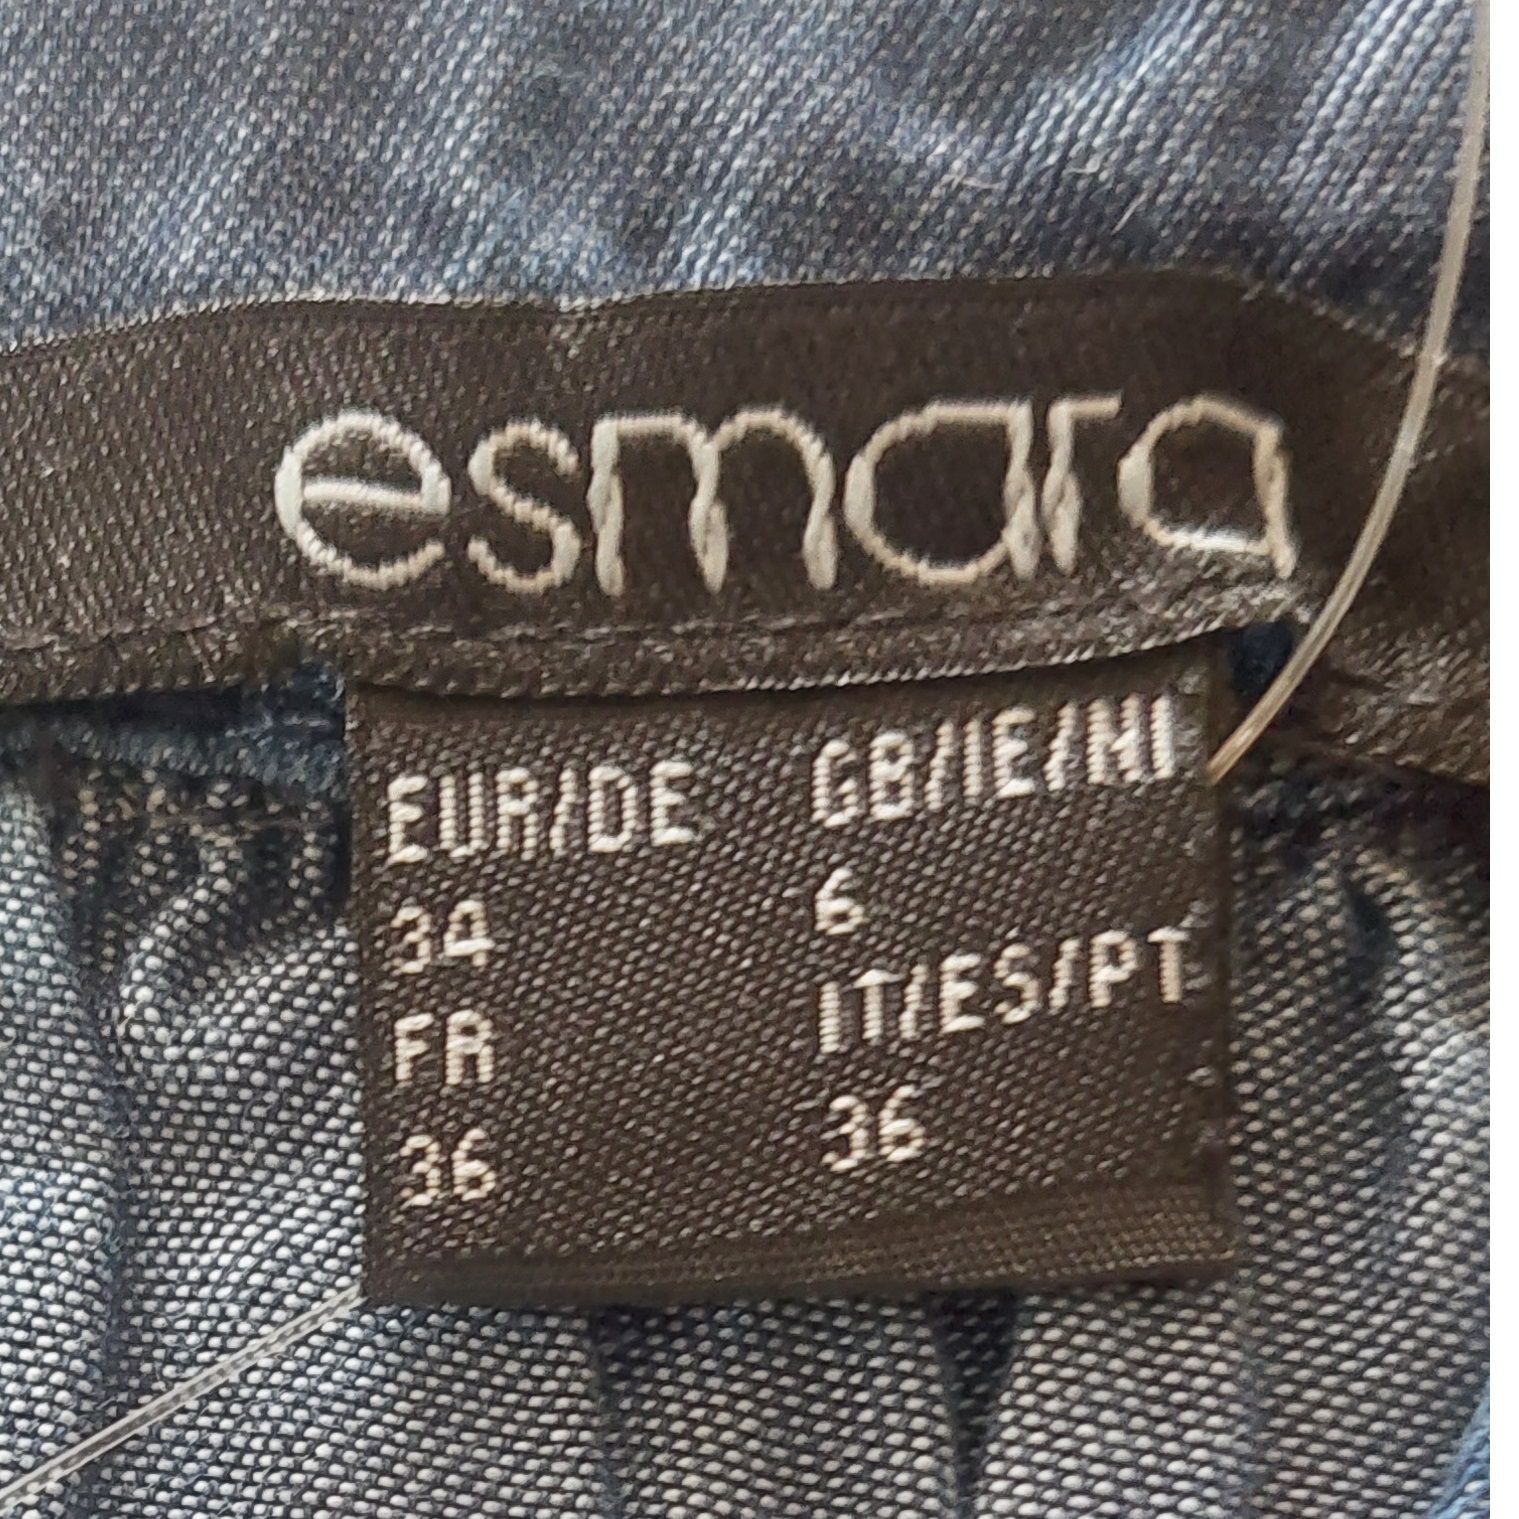 esmara
EUR/DE
34
FR
36
GB/IE/NI
6
IT/ES/PT
36